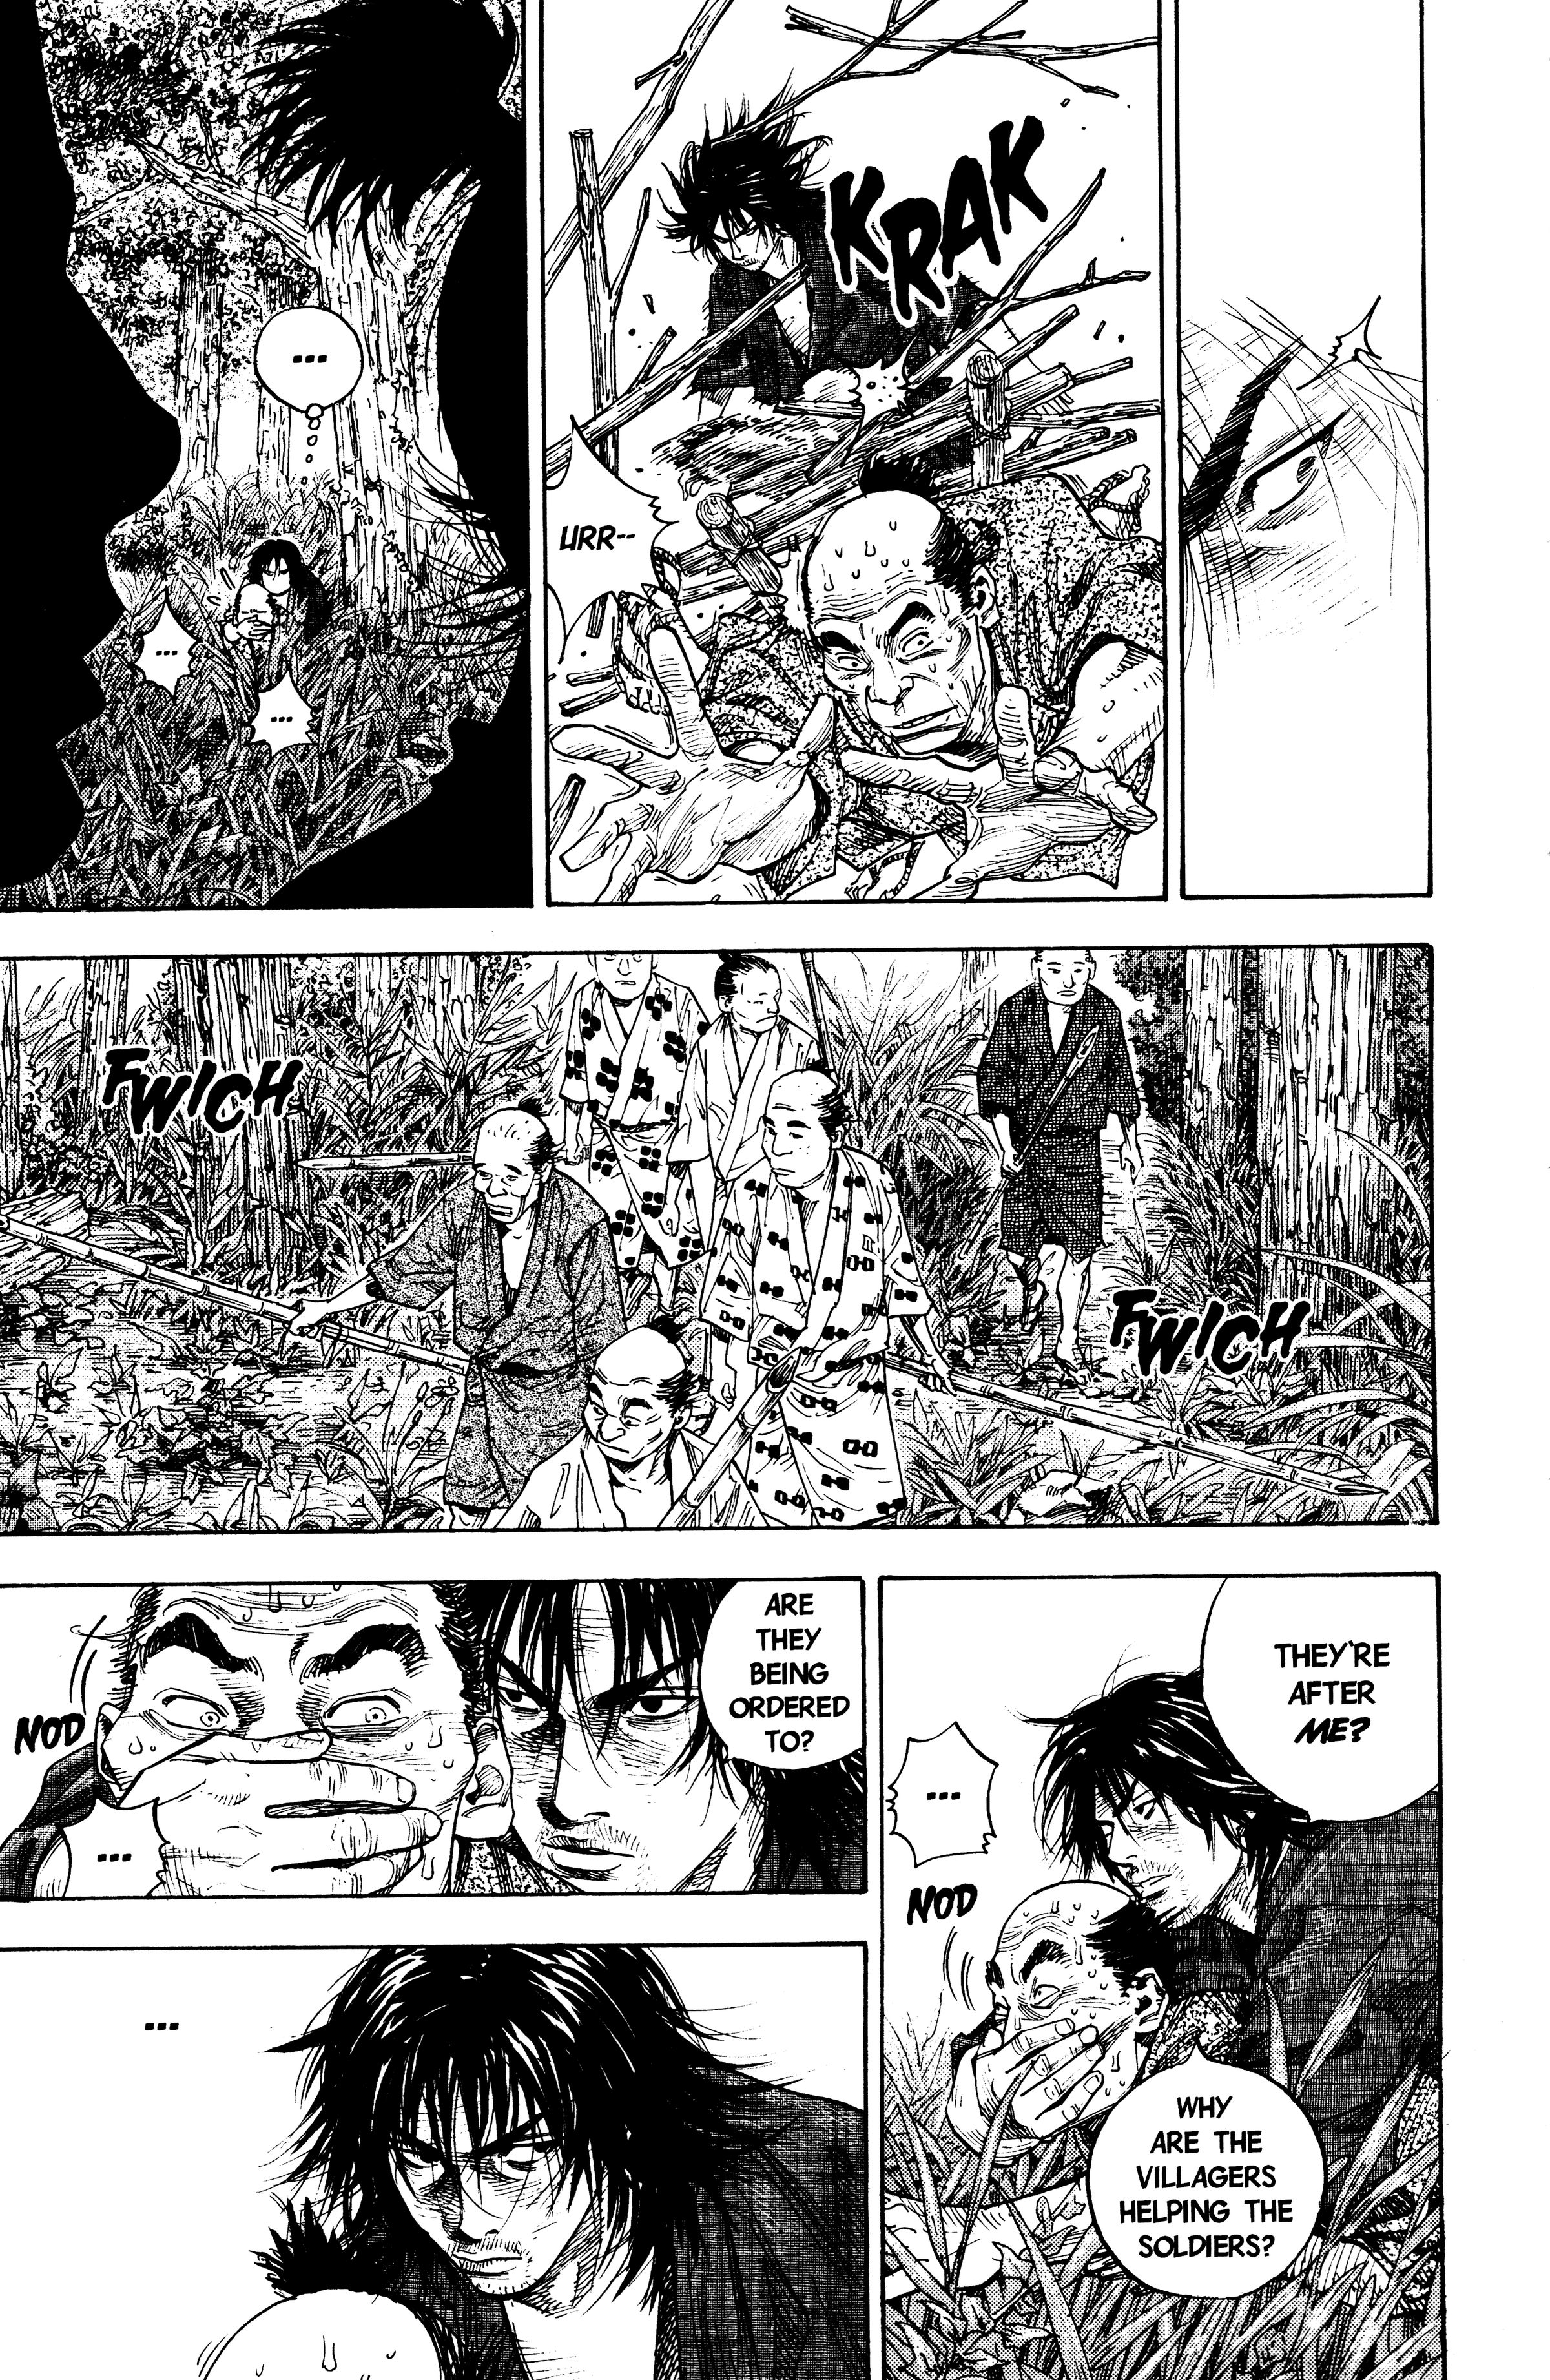 KRAK
URR--
...
...
...
FWICH
FWICH
THEY'RE
AFTER
ME?
...
NOD
WHY
ARE THE
VILLAGERS
HELPING THE
SOLDIERS?
ARE
THEY
BEING
ORDERED
TO?
NOD
...
...